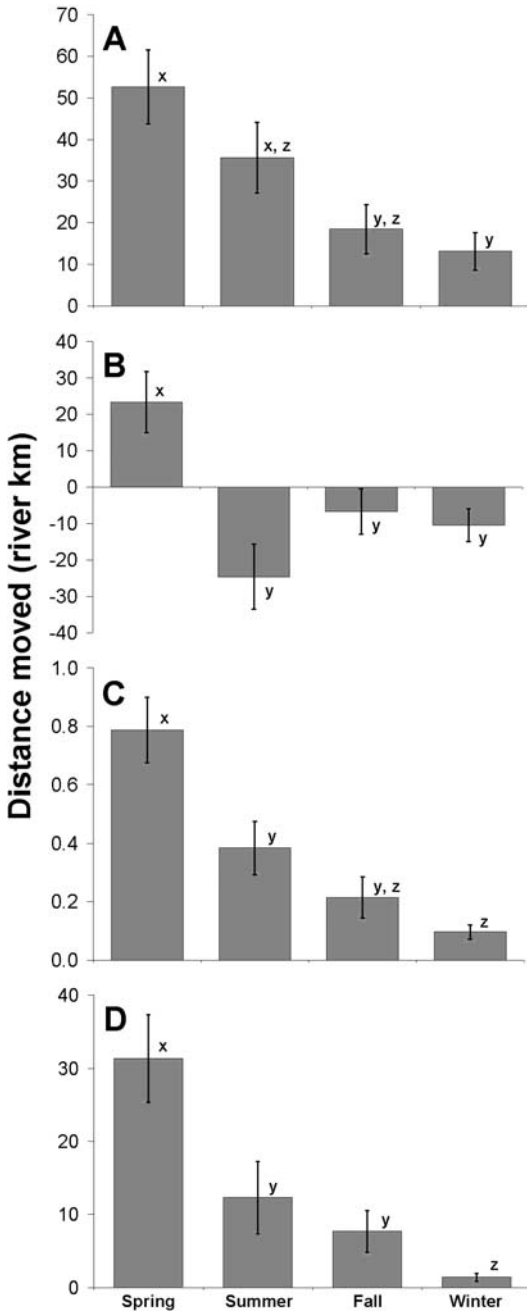 Distance moved (river km)
A
70
60
50
40
30
20
10
0
x
x, z
y, z
y
B
40
30
20
10
0
-10
-20
-30
-40
x
y
y
y
C
1.0
0.8
0.6
0.4
0.2
0.0
x
y
y, z
z
D
40
30
20
10
0
x
y
y
z
Spring Summer Fall Winter